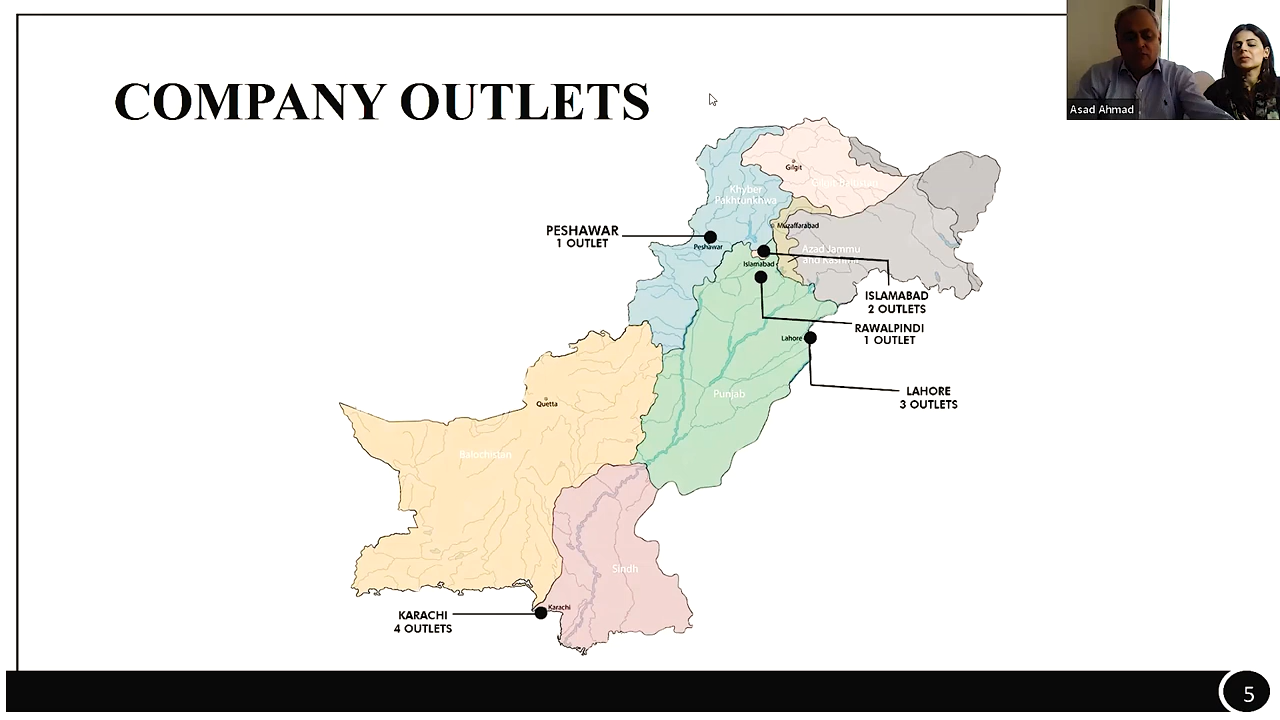 COMPANY OUTLETS
Asad Ahmad
Gilgit
Khyber
Pakhtunkhwa
Muzaffarabad
PESHAWAR
1 OUTLET
Peshawar
Azad Jammu
and Kashmir
Islamabad
ISLAMABAD
2 OUTLETS
RAWALPINDI
1 OUTLET
Lahore
LAHORE
3 OUTLETS
Punjab
Quetta
Balochistan
Sindh
Karachi
KARACHI
4 OUTLETS
5